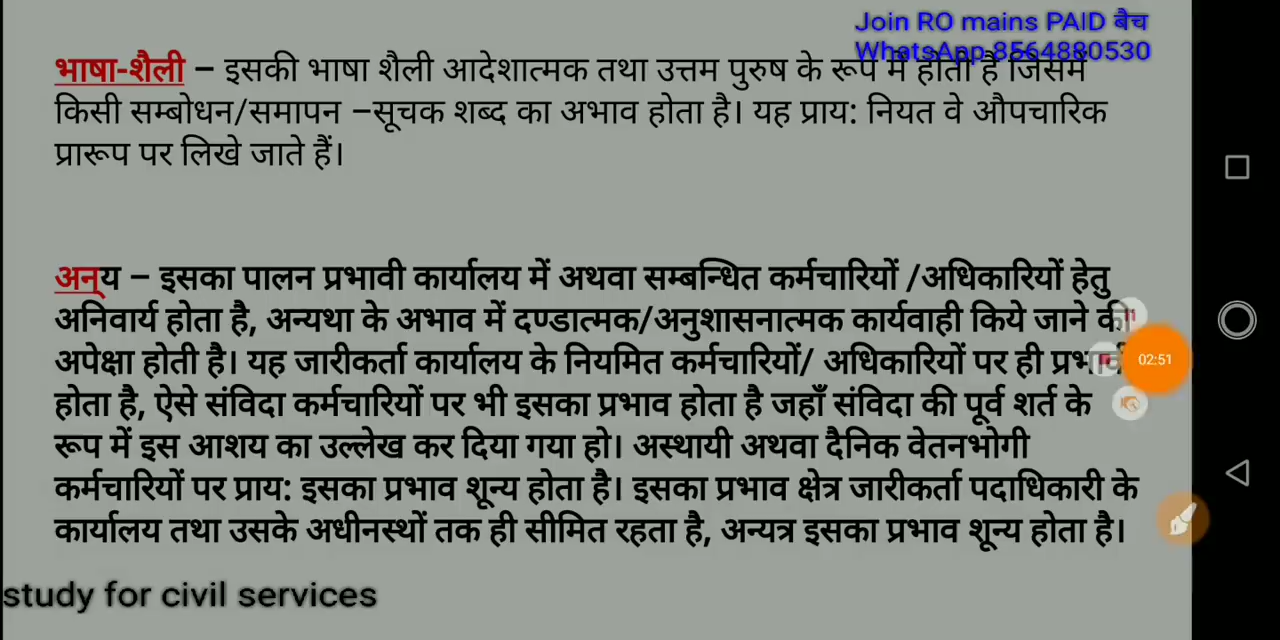 Join RO mains PAID बैच
WhatsApp 8564880530
भाषा-शैली – इसकी भाषा शैली आदेशात्मक तथा उत्तम पुरुष के रूप में होता है जिसमें
किसी सम्बोधन/समापन –सूचक शब्द का अभाव होता है। यह प्राय: नियत वे औपचारिक
प्रारूप पर लिखे जाते हैं।
अन्य – इसका पालन प्रभावी कार्यालय में अथवा सम्बन्धित कर्मचारियों /अधिकारियों हेतु
अनिवार्य होता है, अन्यथा के अभाव में दण्डात्मक/अनुशासनात्मक कार्यवाही किये जाने की
अपेक्षा होती है। यह जारीकर्ता कार्यालय के नियमित कर्मचारियों/ अधिकारियों पर ही
02:51
होता है, ऐसे संविदा कर्मचारियों पर भी इसका प्रभाव होता है जहाँ संविदा की पूर्व शर्त के
रूप में इस आशय का उल्लेख कर दिया गया हो। अस्थायी अथवा दैनिक वेतनभोगी
कर्मचारियों पर प्राय: इसका प्रभाव शून्य होता है। इसका प्रभाव क्षेत्र जारीकर्ता पदाधिकारी के
कार्यालय तथा उसके अधीनस्थों तक ही सीमित रहता है, अन्यत्र इसका प्रभाव शून्य होता है।
study for civil services